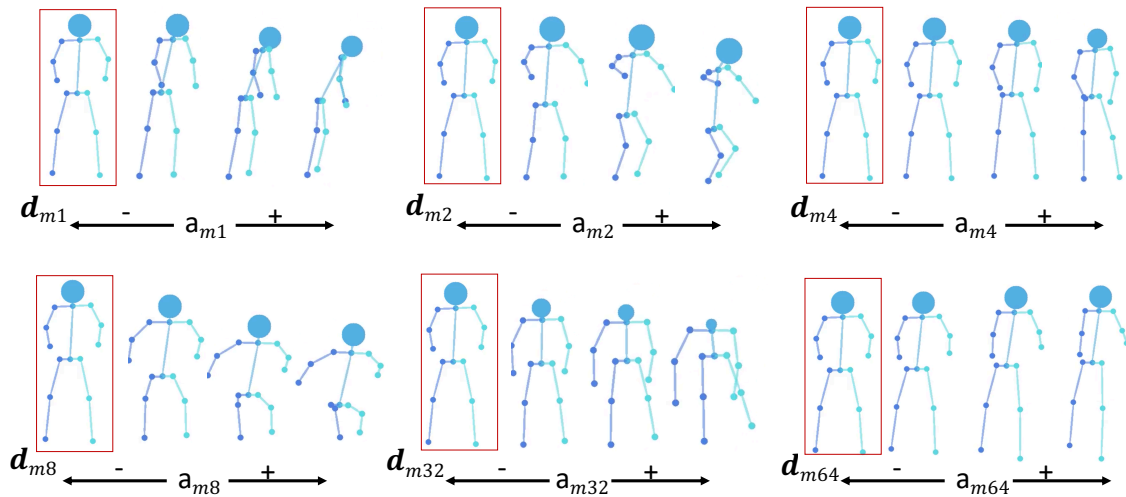 d_m1 - a_m1 +
d_m2 - a_m2 +
d_m4 - a_m4 +
d_m8 - a_m8 +
d_m32 - a_m32 +
d_m64 - a_m64 +